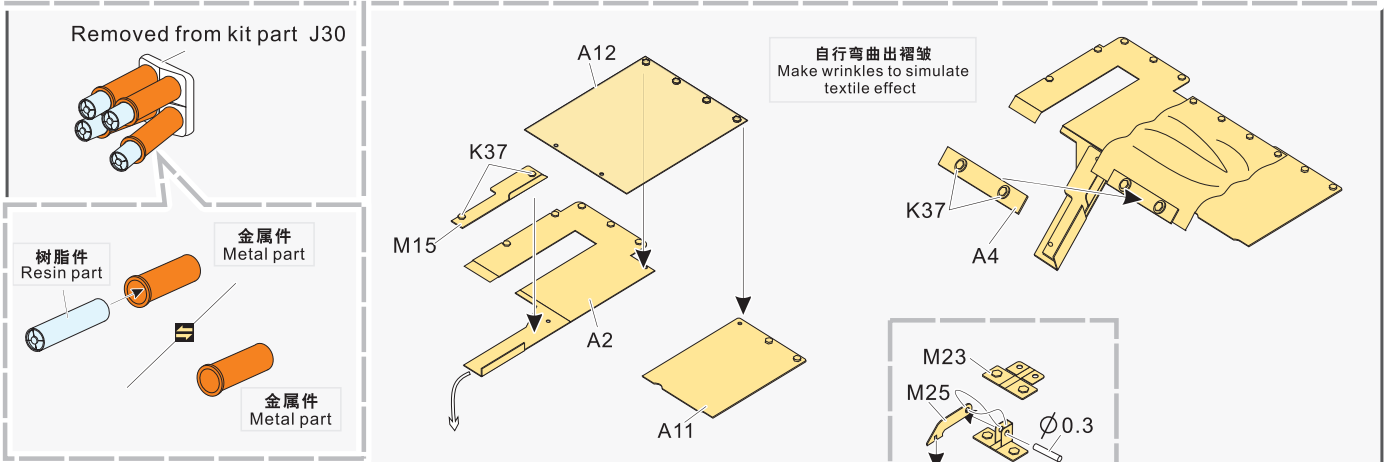 Removed from kit part J30
树脂件
Resin part
金属件
Metal part
金属件
Metal part
A12
K37
M15
A2
A11
自行弯曲出褶皱
Make wrinkles to simulate
textile effect
K37
A4
M23
M25
Ø0.3